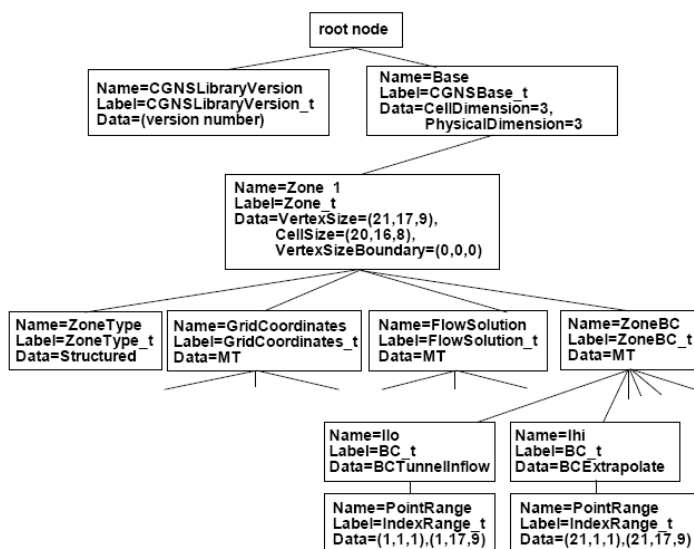 root node
Name=CGNSLibraryVersion
Label=CGNSLibraryVersion_t
Data=(version number)
Name=Base
Label=CGNSBase_t
Data=CellDimension=3,
PhysicalDimension=3
Name=Zone 1
Label=Zone_t
Data=VertexSize=(21,17,9),
CellSize=(20,16,8),
VertexSizeBoundary=(0,0,0)
Name=ZoneType
Label=ZoneType_t
Data=Structured
Name=GridCoordinates
Label=GridCoordinates_t
Data=MT
Name=FlowSolution
Label=FlowSolution_t
Data=MT
Name=ZoneBC
Label=ZoneBC_t
Data=MT
Name=Ilo
Label=BC_t
Data=BCTunnelInflow
Name=Ihi
Label=BC_t
Data=BCExtrapolate
Name=PointRange
Label=IndexRange_t
Data=(1,1,1),(1,17,9)
Name=PointRange
Label=IndexRange_t
Data=(21,1,1),(21,17,9)